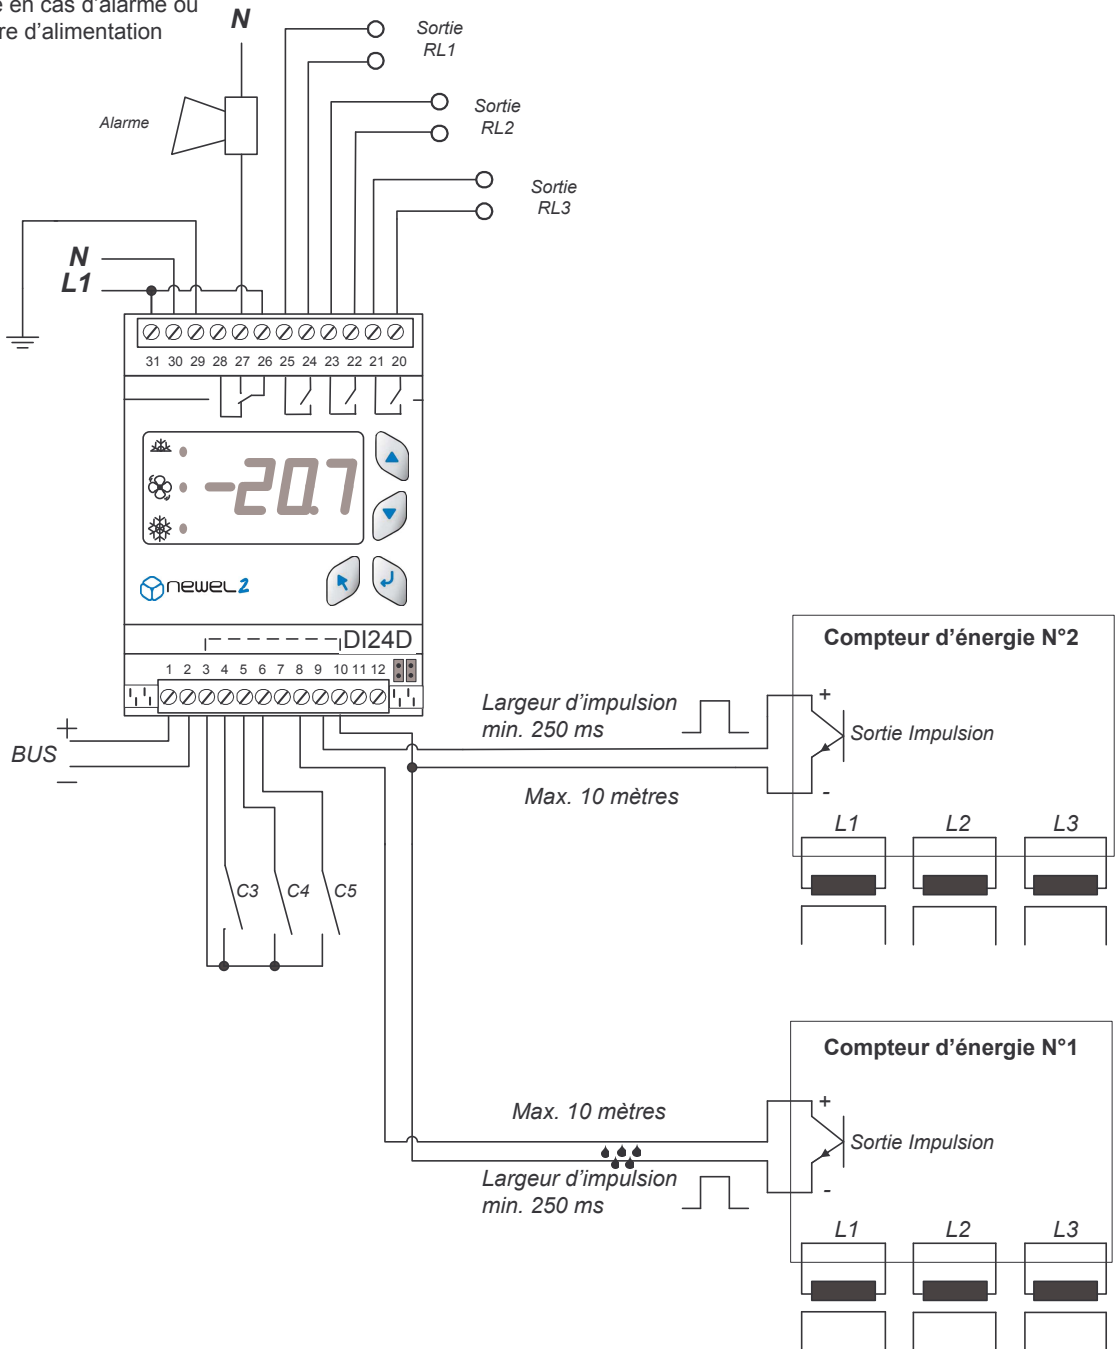 en cas d'alarme ou
d'alimentation
N
Sortie
RL1
Sortie
RL2
Alarme
Sortie
RL3
N
L1
31 30 29 28 27 26 25 24 23 22 21 20
-20.7
newel 2
DI24D
1 2 3 4 5 6 7 8 9 10 11 12
+
BUS
—
Largeur d'impulsion
min. 250 ms
Max. 10 mètres
Compteur d'énergie N°2
+
Sortie Impulsion
-
L1 L2 L3
C3 C4 C5
Compteur d'énergie N°1
Max. 10 mètres
+
Sortie Impulsion
-
Largeur d'impulsion
min. 250 ms
L1 L2 L3